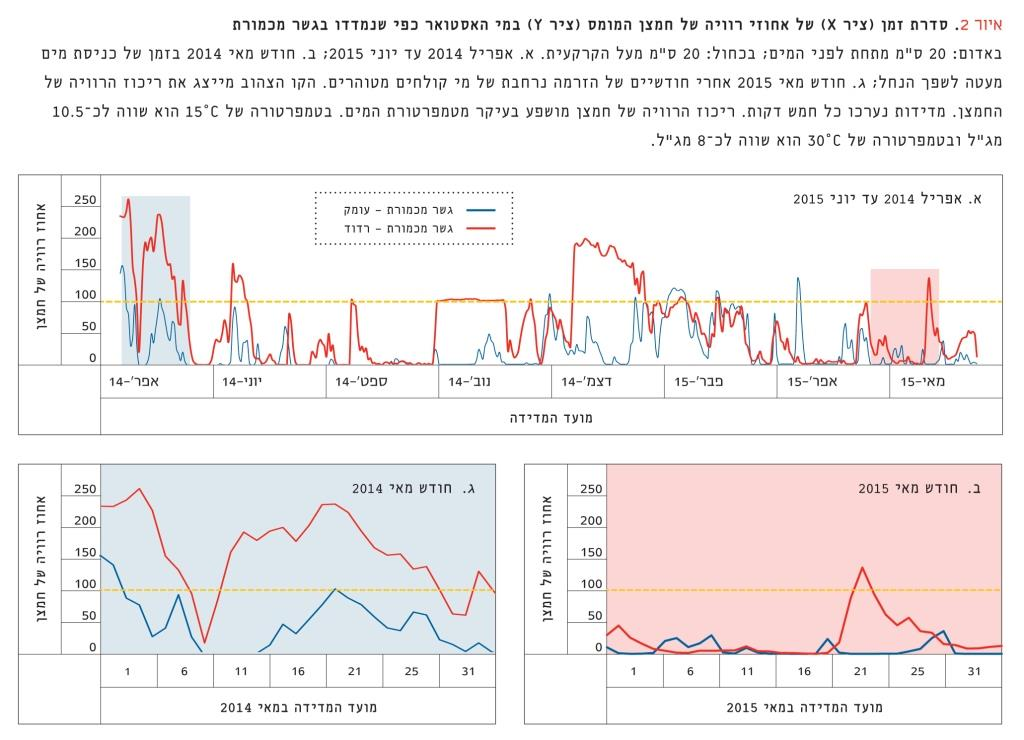 איור 2. סדרת זמן (ציר X) של אחוזי רוויה של חמצן המומס (ציר Y) במי האסטואר כפי שנמדדו בגשר מכמורת
באדום: 20 ס"מ מתחת לפני המים; בכחול: 20 ס"מ מעל הקרקעית. א. אפריל 2014 עד יוני 2015; ב. חודש מאי 2014 בזמן של כניסת מים
מעטה לשפך הנחל; ג. חודש מאי 2015 אחרי חודשיים של הזרמה נרחבת של מי קולחים מטוהרים. הקו הצהוב מייצג את ריכוז הרוויה של
החמצן. מדידות נערכו כל חמש דקות. ריכוז הרוויה של חמצן מושפע בעיקר מטמפרטורת המים. בטמפרטורה של 15°C הוא שווה לכ־10.5
מג"ל ובטמפרטורה של 30°C הוא שווה לכ־8 מג"ל.
א. אפריל 2014 עד יוני 2015
גשר מכמורת – עומק
גשר מכמורת – רדוד
אחוז רוויה של חמצן
250
200
150
100
50
0
אפר'-14
יוני-14
ספט'-14
נוב'-14
דצמ'-14
פבר'-15
אפר'-15
מאי-15
מועד המדידה
ב. חודש מאי 2015
אחוז רוויה של חמצן
250
200
150
100
50
0
1 6 11 16 21 25 31
מועד המדידה במאי 2015
ג. חודש מאי 2014
אחוז רוויה של חמצן
250
200
150
100
50
0
1 6 11 16 21 25 31
מועד המדידה במאי 2014